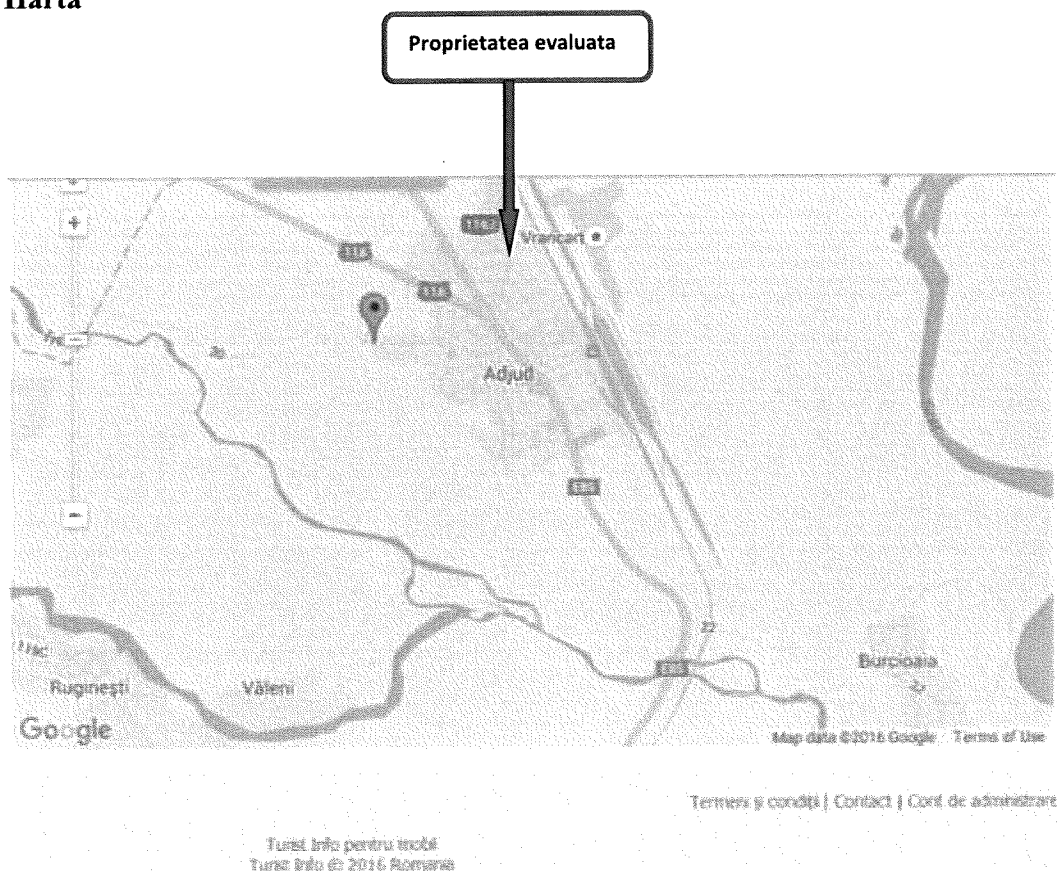 Harta
Proprietatea evaluata
+
Vrancart
Adjud
-
22
Ruginești
Văleni
Burcioaia
Google
Map data ©2016 Google Terms of Use
Termeni și condiții | Contact | Cont de administrare
Turist Info pentru mobil
Turist Info © 2016 Romania